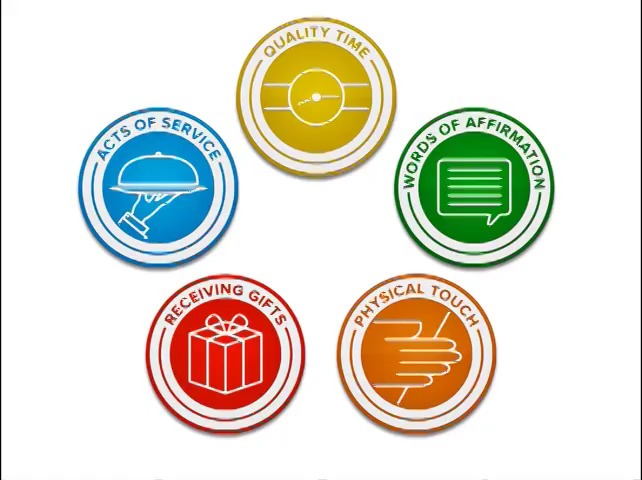 QUALITY TIME
ACTS OF SERVICE
WORDS OF AFFIRMATION
RECEIVING GIFTS
PHYSICAL TOUCH